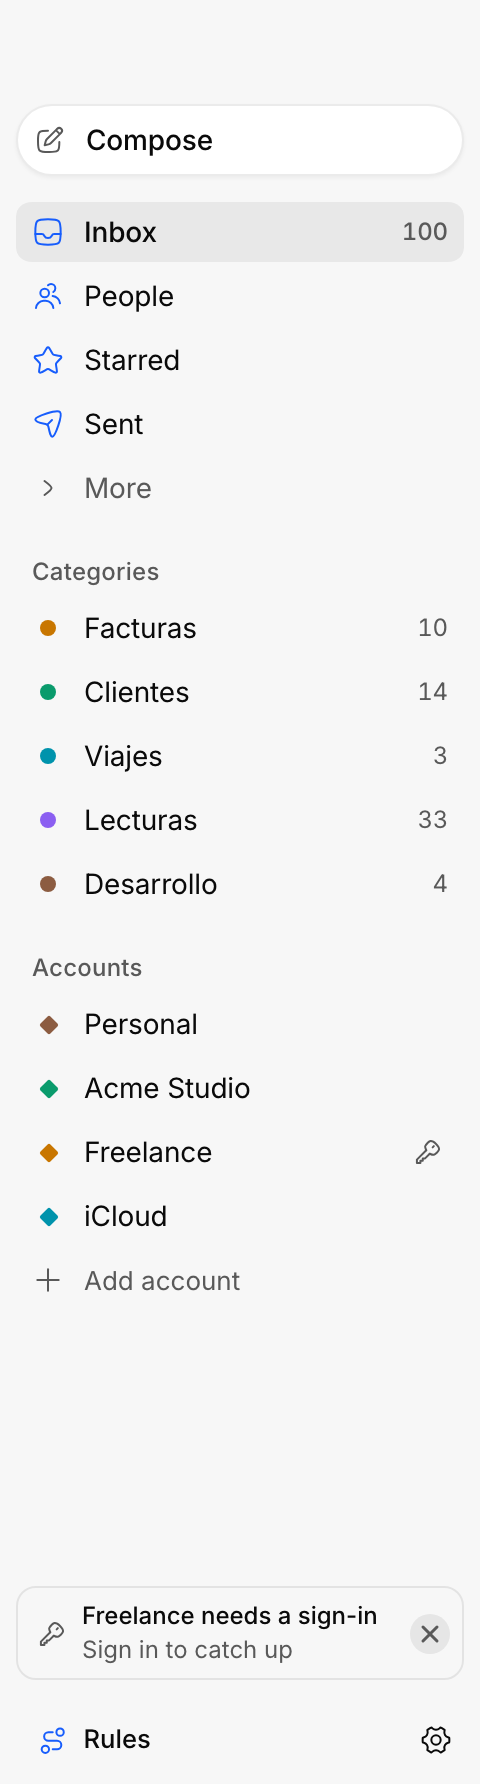 Compose
Inbox 100
People
Starred
Sent
More
Categories
Facturas 10
Clientes 14
Viajes 3
Lecturas 33
Desarrollo 4
Accounts
Personal
Acme Studio
Freelance
iCloud
Add account
Freelance needs a sign-in
Sign in to catch up
Rules